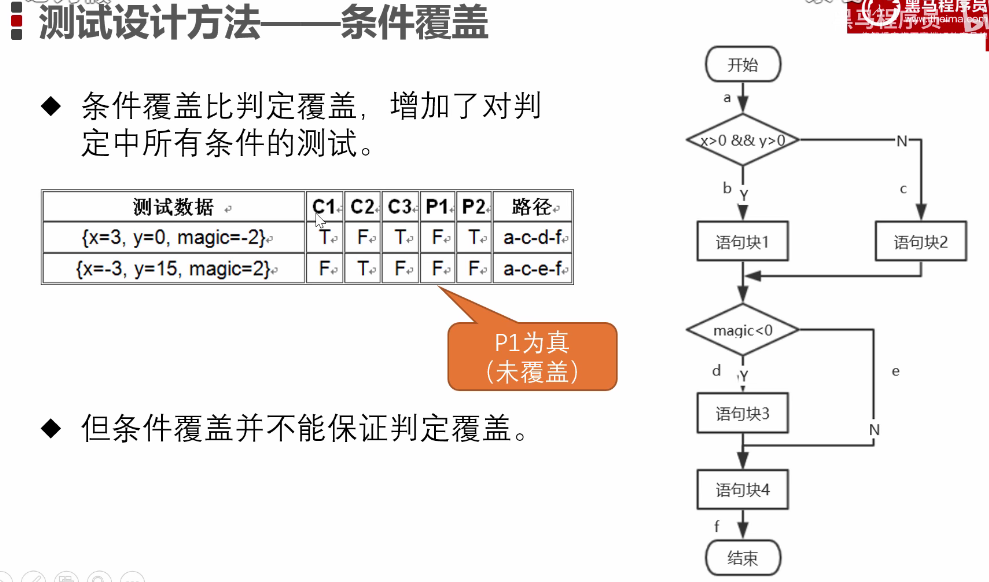 测试设计方法——条件覆盖
黑马程序员
www.itheima.com
◆ 条件覆盖比判定覆盖，增加了对判
定中所有条件的测试。
测试数据 C1 C2 C3 P1 P2 路径
{x=3, y=0, magic=-2} T F T F T a-c-d-f
{x=-3, y=15, magic=2} F T F F F a-c-e-f
P1为真
（未覆盖）
◆ 但条件覆盖并不能保证判定覆盖。
开始
a
x>0 && y>0
N
b
Y
c
语句块1
语句块2
magic<0
d
Y
e
语句块3
N
语句块4
f
结束